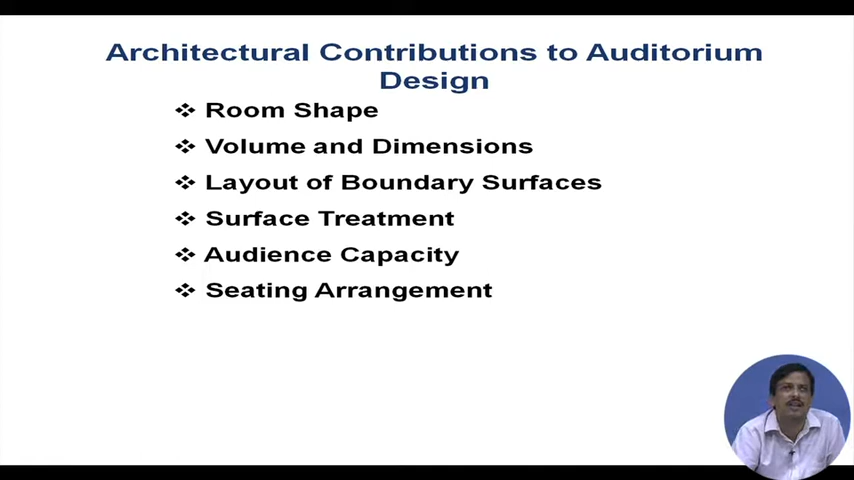 Architectural Contributions to Auditorium
Design
❖ Room Shape
❖ Volume and Dimensions
❖ Layout of Boundary Surfaces
❖ Surface Treatment
❖ Audience Capacity
❖ Seating Arrangement